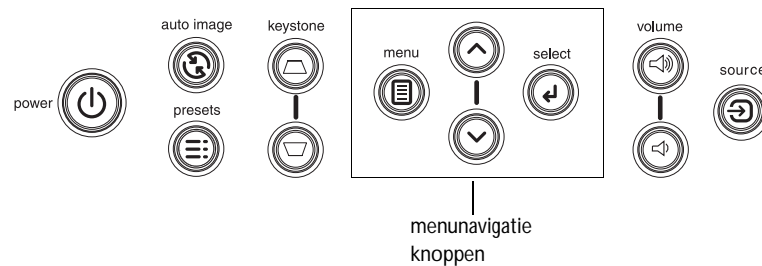 auto image
keystone
menu
select
volume
source
power
presets
menunavigatie
knoppen